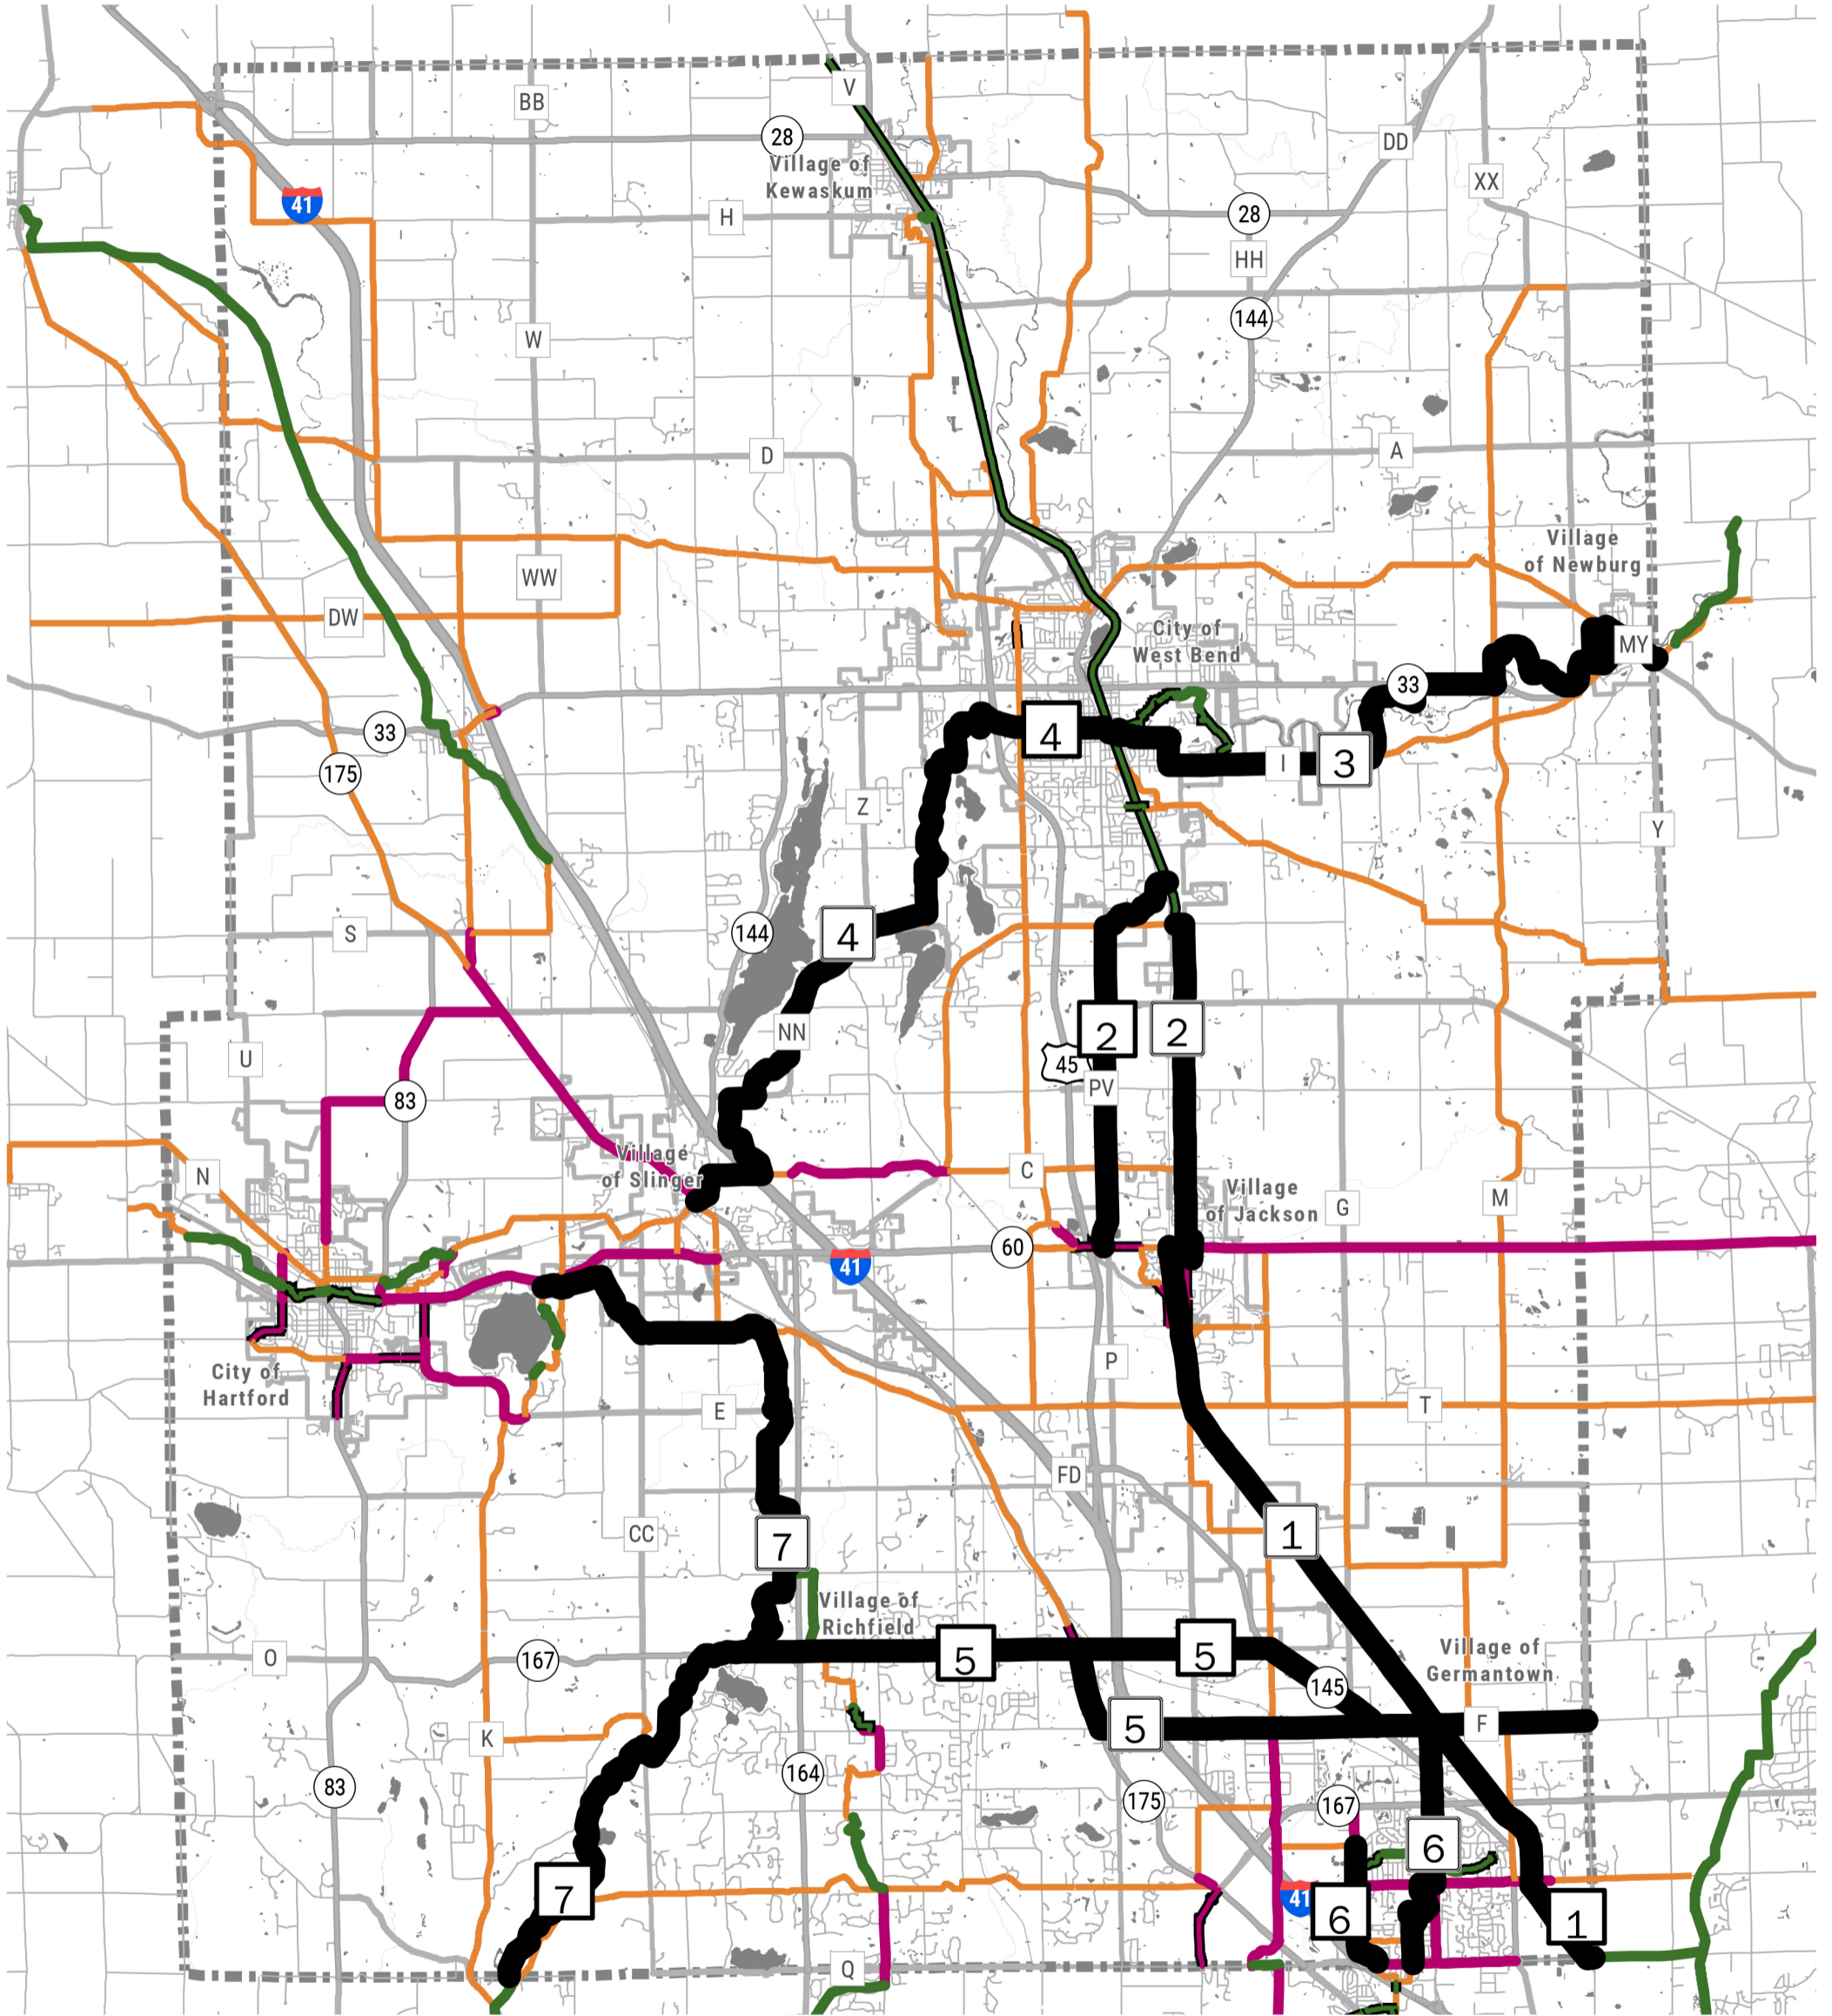 V
BB
28
DD
Village of
Kewaskum
XX
41
H
28
HH
144
W
D
A
Village
of Newburg
WW
DW
City of
West Bend
MY
33
33
4
I
3
175
Z
Y
S
144
4
NN
2
2
U
45
PV
83
Village
of Slinger
C
N
Village
of Jackson
G
M
60
41
P
City of
Hartford
E
T
FD
CC
7
1
Village of
Richfield
O
167
5
5
Village of
Germantown
145
K
5
F
83
164
175
167
6
7
41
6
1
Q